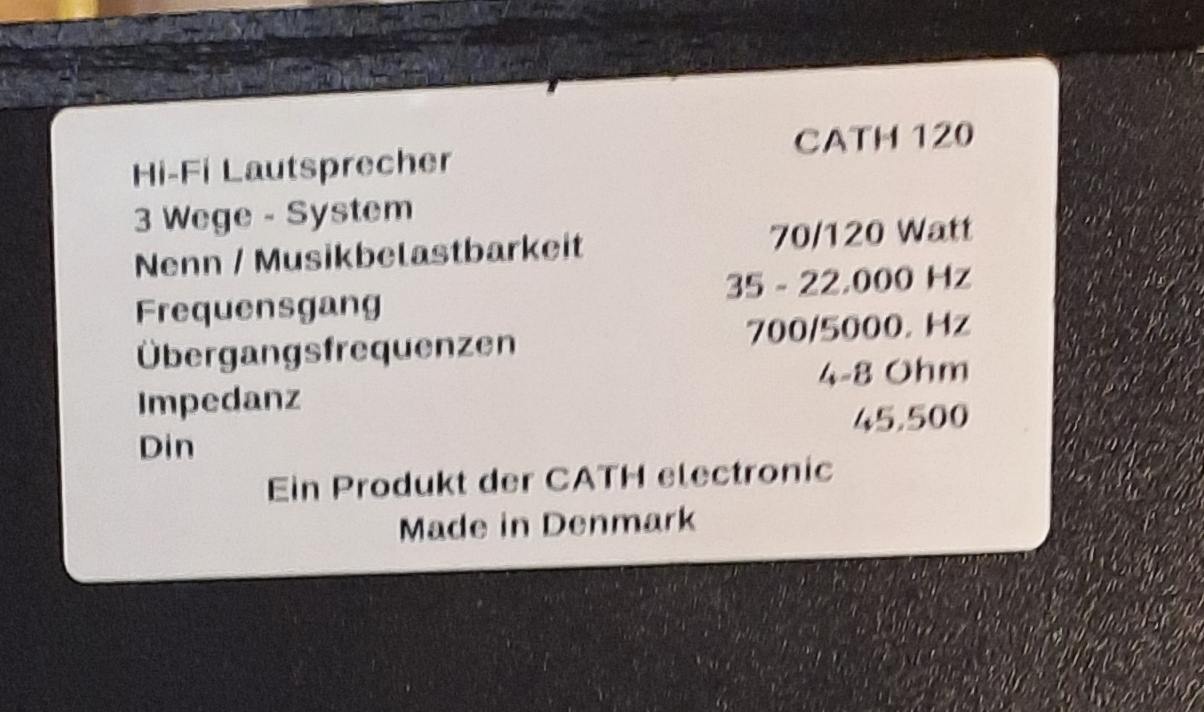 Hi-Fi Lautsprecher CATH 120
3 Wege - System
Nenn / Musikbelastbarkeit 70/120 Watt
Frequensgang 35 - 22.000 Hz
Übergangsfrequenzen 700/5000. Hz
Impedanz 4-8 Ohm
Din 45.500
Ein Produkt der CATH electronic
Made in Denmark